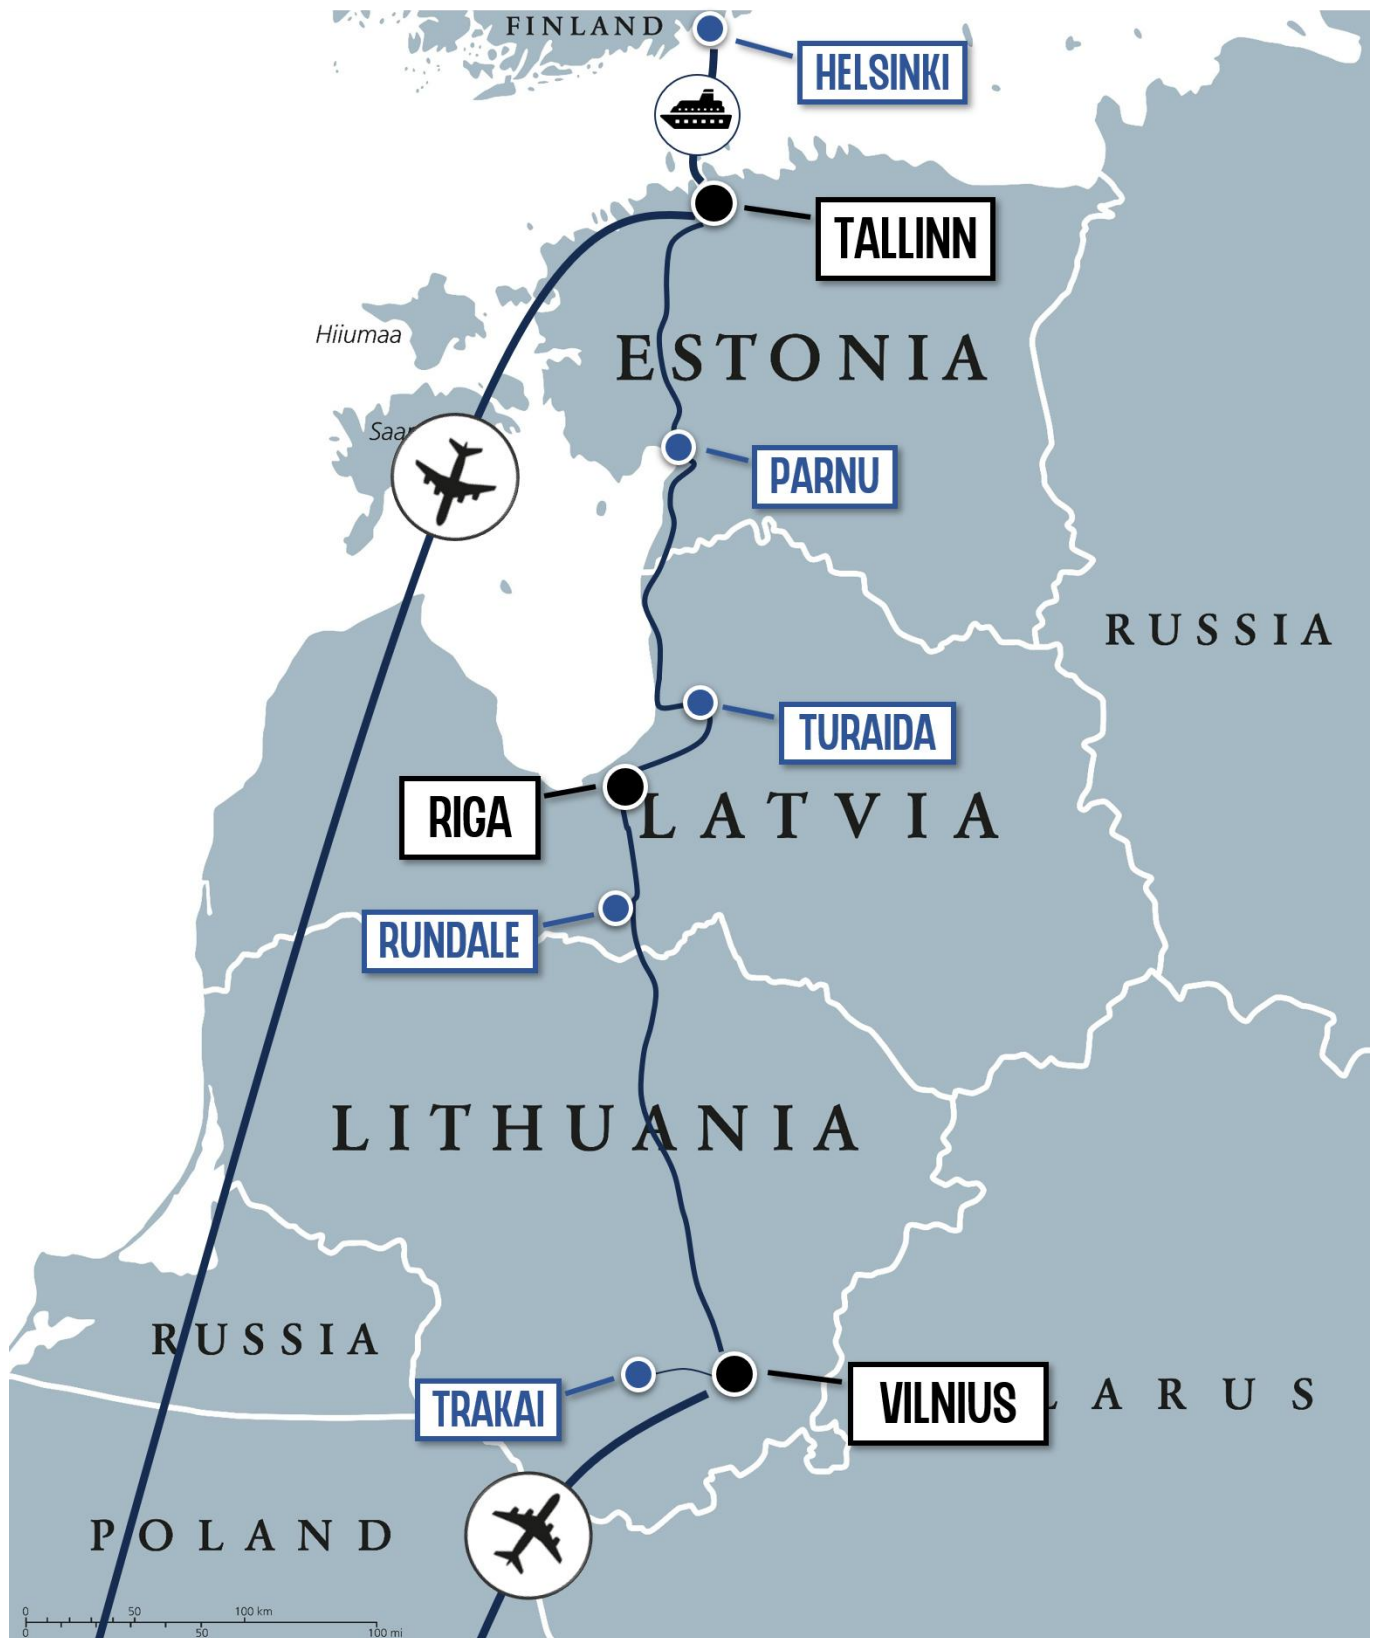 FINLAND
HELSINKI
TALLINN
Hiiumaa
ESTONIA
PARNU
RUSSIA
TURAIDA
RIGA
LATVIA
RUNDALE
LITHUANIA
RUSSIA
TRAKAI
VILNIUS
ARUS
POLAND
0 50 100 km
0 50 100 mi